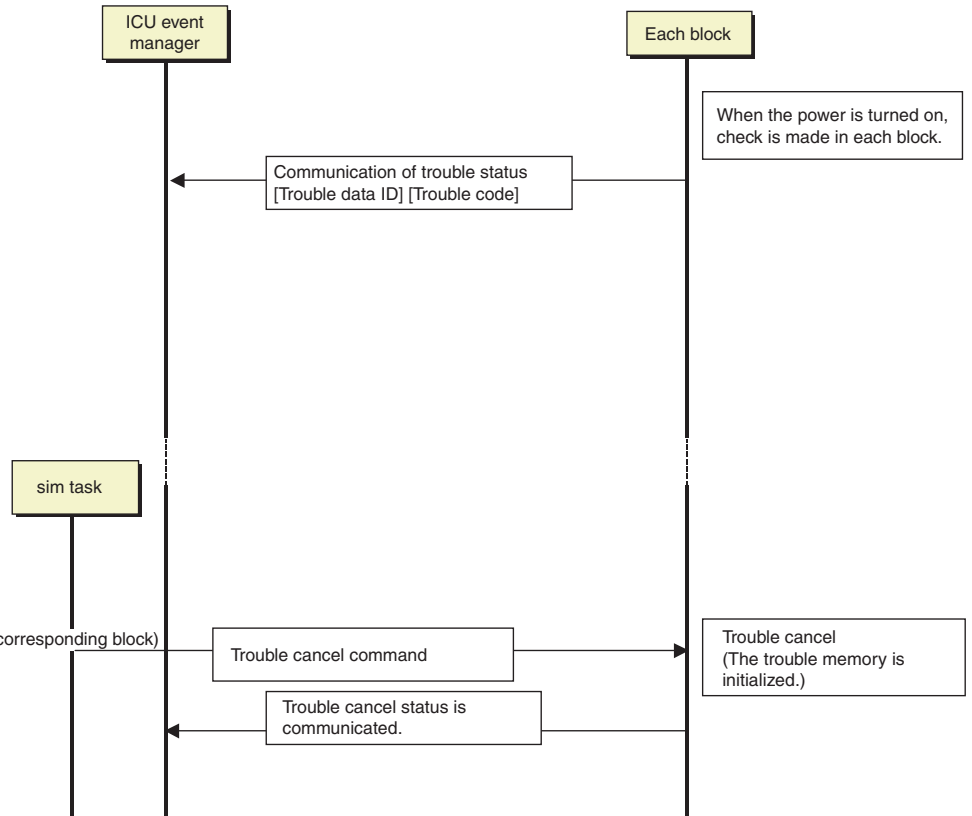 ICU event
manager
Each block
When the power is turned on,
check is made in each block.
Communication of trouble status
[Trouble data ID] [Trouble code]
sim task
corresponding block)
Trouble cancel command
Trouble cancel
(The trouble memory is
initialized.)
Trouble cancel status is
communicated.